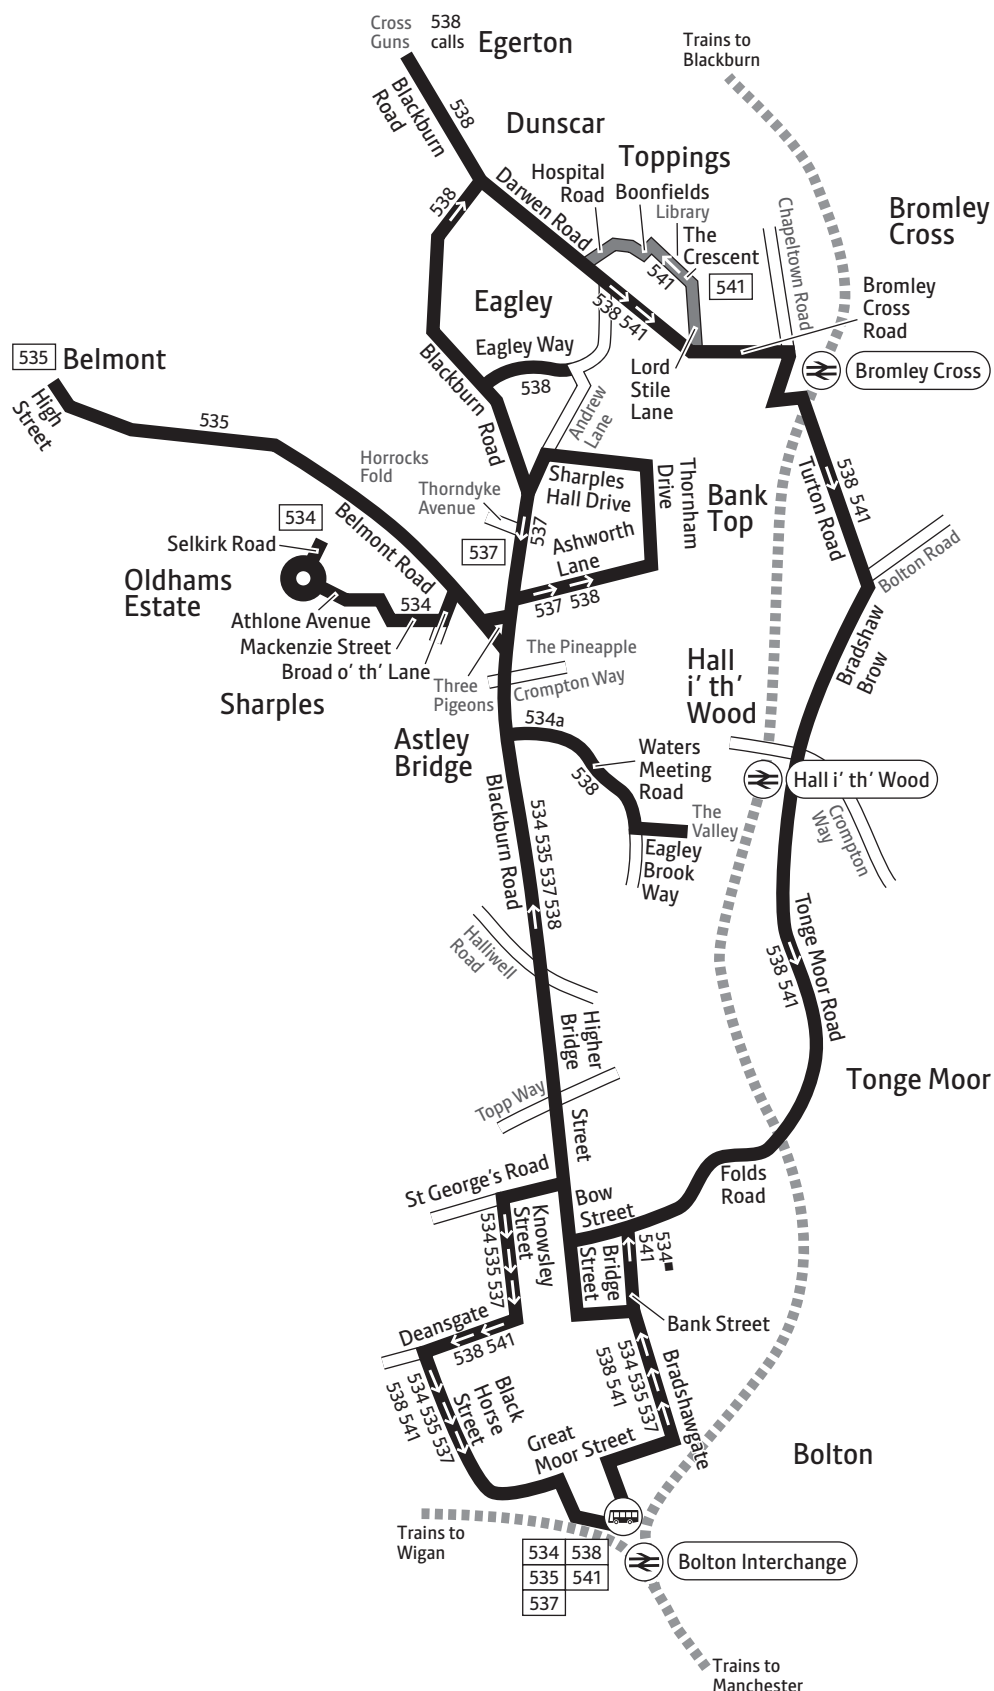 Cross
Guns
538
calls
Egerton
Trains to
Blackburn
Blackburn
Road
538
Dunscar
Toppings
Hospital
Road
Boonfields
Library
The
Crescent
Darwen Road
538
541
541
538 541
Chapeltown Road
Bromley
Cross
Bromley
Cross
Road
Eagley
Eagley Way
538
Lord
Stile
Lane
Bromley Cross
535
Belmont
High
Street
535
Blackburn
Road
Andrew
Lane
Horrocks
Fold
Thorndyke
Avenue
Sharples
Hall Drive
Thornham
Drive
Bank
Top
538 541
Turton Road
534
Selkirk Road
Belmont Road
537
537
Ashworth
Lane
Bolton Road
Oldhams
Estate
534
537 538
Athlone Avenue
Mackenzie Street
Broad o' th' Lane
The Pineapple
Bradshaw
Brow
Sharples
Three
Pigeons
Crompton Way
Hall
i' th'
Wood
Astley
Bridge
534a
538
Waters
Meeting
Road
Hall i' th' Wood
The
Valley
Blackburn Road
534 535 537 538
Eagley
Brook
Way
Crompton
Way
Halliwell
Road
Tonge Moor Road
538 541
Higher
Bridge
Street
Topp Way
Tonge Moor
St George's Road
Folds
Road
Bow
Street
Knowsley
Street
534 535 537
Bridge
Street
541
534
Bank Street
Deansgate
538 541
534 535 537
538 541
Black
Horse
Street
534 535 537
538 541
Bradshawgate
Great
Moor Street
Bolton
Trains to
Wigan
534 538
535 541
537
Bolton Interchange
Trains to
Manchester